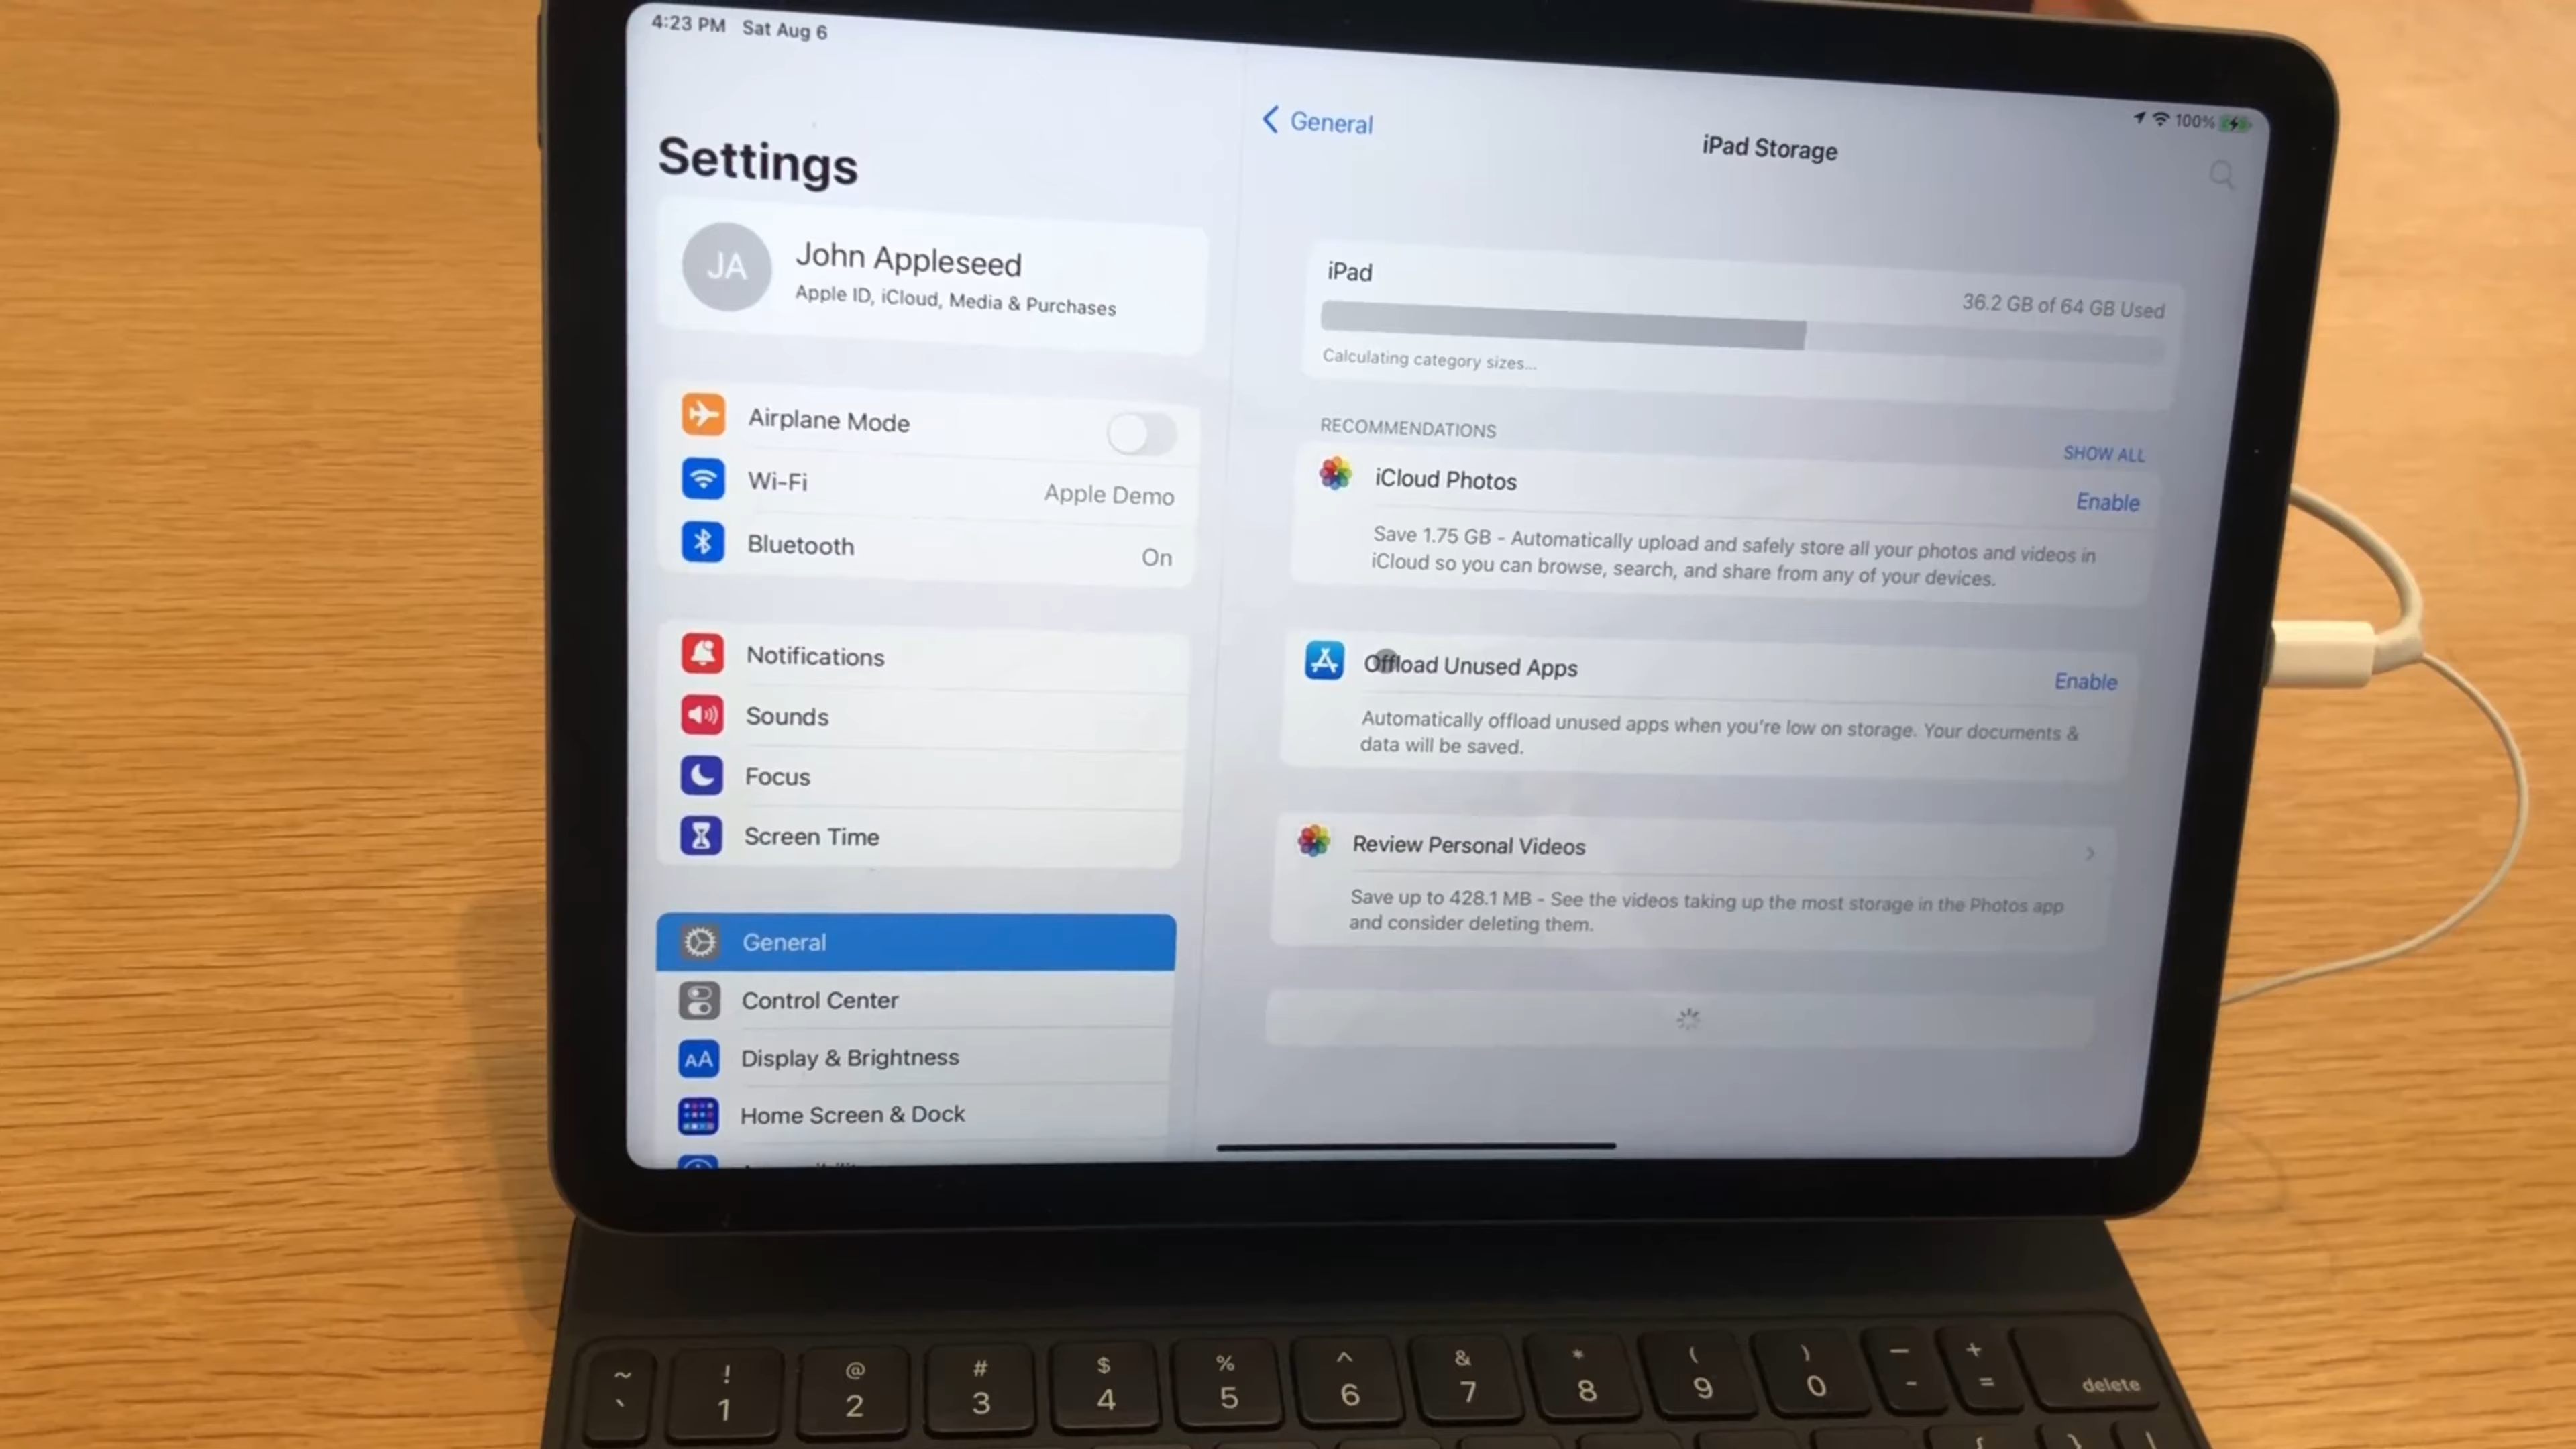 4:23 PM Sat Aug 6
100%
Settings
JA
John Appleseed
Apple ID, iCloud, Media & Purchases
Airplane Mode
Wi-Fi
Apple Demo
Bluetooth
On
Notifications
Sounds
Focus
Screen Time
General
Control Center
AA
Display & Brightness
Home Screen & Dock
General
iPad Storage
iPad
36.2 GB of 64 GB Used
Calculating category sizes...
RECOMMENDATIONS
SHOW ALL
iCloud Photos
Enable
Save 1.75 GB - Automatically upload and safely store all your photos and videos in
iCloud so you can browse, search, and share from any of your devices.
Offload Unused Apps
Enable
Automatically offload unused apps when you're low on storage. Your documents &
data will be saved.
Review Personal Videos
Save up to 428.1 MB - See the videos taking up the most storage in the Photos app
and consider deleting them.
~ ! @ # $ % ^ & * ( ) — +
` 1 2 3 4 5 6 7 8 9 0 - = delete